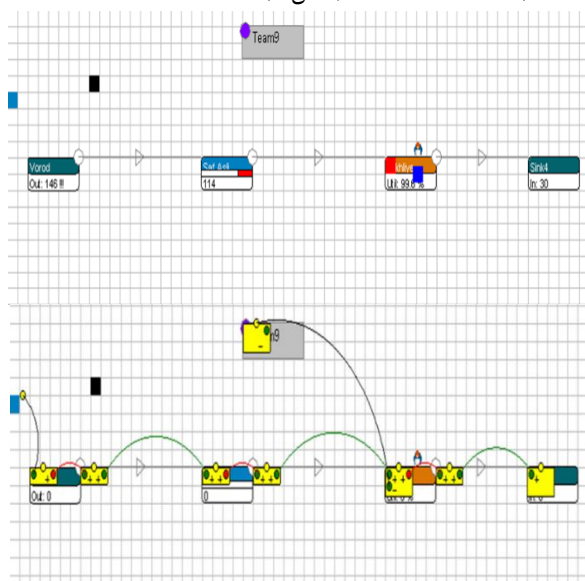 Team9
Vorod
Out: 146 !!!
114
Util: 99.6 %
Sink4
In: 30
Out: 0
0